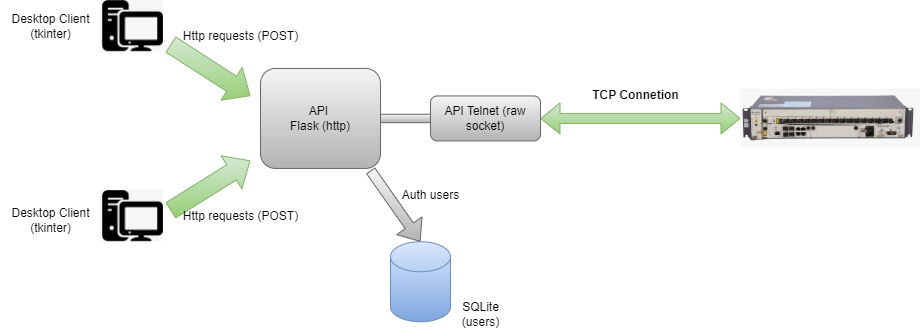 Desktop Client
(tkinter)
Http requests (POST)
API
Flask (http)
API Telnet (raw
socket)
TCP Connetion
Auth users
Desktop Client
(tkinter)
Http requests (POST)
SQLite
(users)